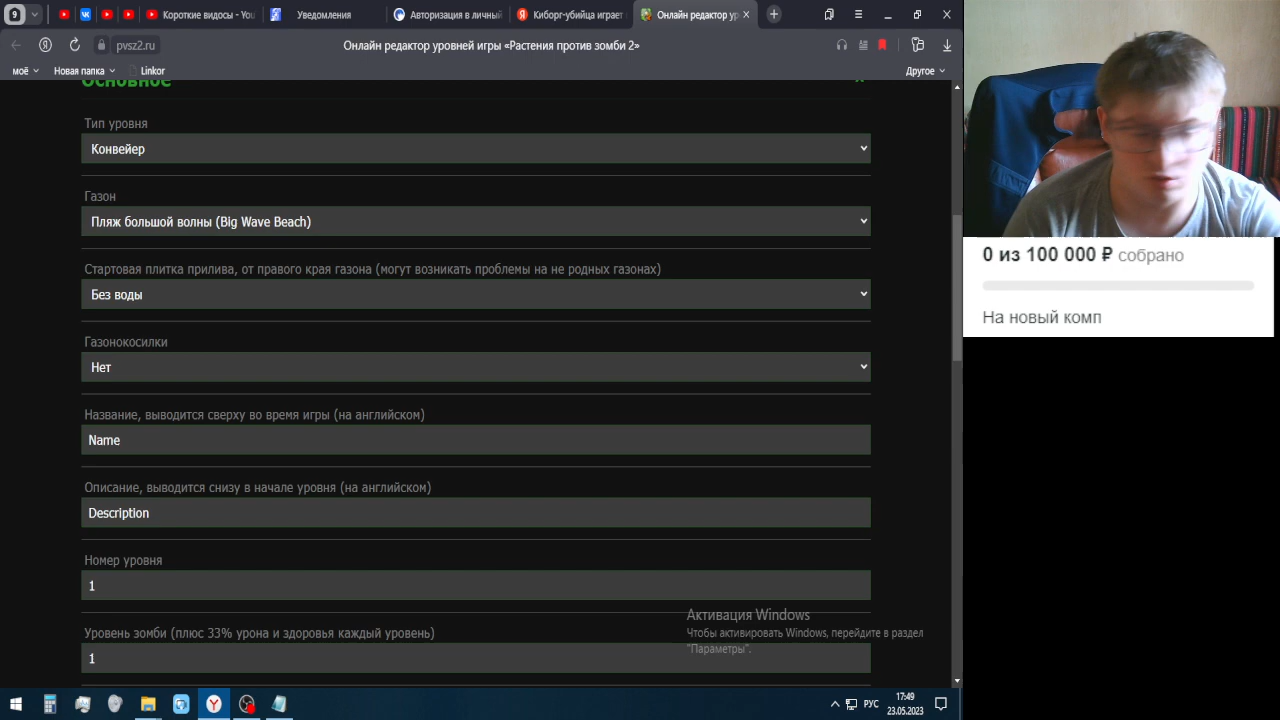 9
Короткие видосы - You
Уведомления
Авторизация в личный
Киборг-убийца играет
Онлайн редактор ур
pvsz2.ru
Онлайн редактор уровней игры «Растения против зомби 2»
моё
Новая папка
Linkor
Другое
Основное
Тип уровня
Конвейер
Газон
Пляж большой волны (Big Wave Beach)
Стартовая плитка прилива, от правого края газона (могут возникать проблемы на не родных газонах)
Без воды
Газонокосилки
Нет
Название, выводится сверху во время игры (на английском)
Name
Описание, выводится снизу в начале уровня (на английском)
Description
Номер уровня
1
Уровень зомби (плюс 33% урона и здоровья каждый уровень)
1
Активация Windows
Чтобы активировать Windows, перейдите в раздел
"Параметры".
РУС
17:49
23.05.2023
0 из 100 000 ₽ собрано
На новый комп